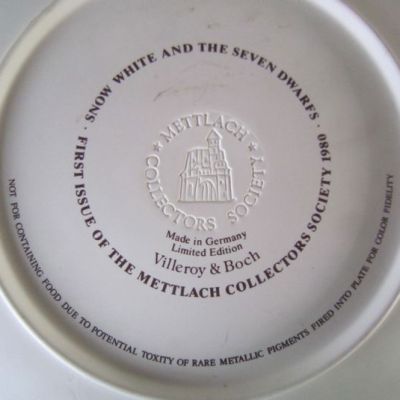 · SNOW WHITE AND THE SEVEN DWARFS ·
FIRST ISSUE OF THE METTLACH COLLECTORS SOCIETY 1980
★ METTLACH ★
COLLECTORS SOCIETY
Made in Germany
Limited Edition
Villeroy & Boch
NOT FOR CONTAINING FOOD DUE TO POTENTIAL TOXITY OF RARE METALLIC PIGMENTS FIRED INTO PLATE FOR COLOR FIDELITY